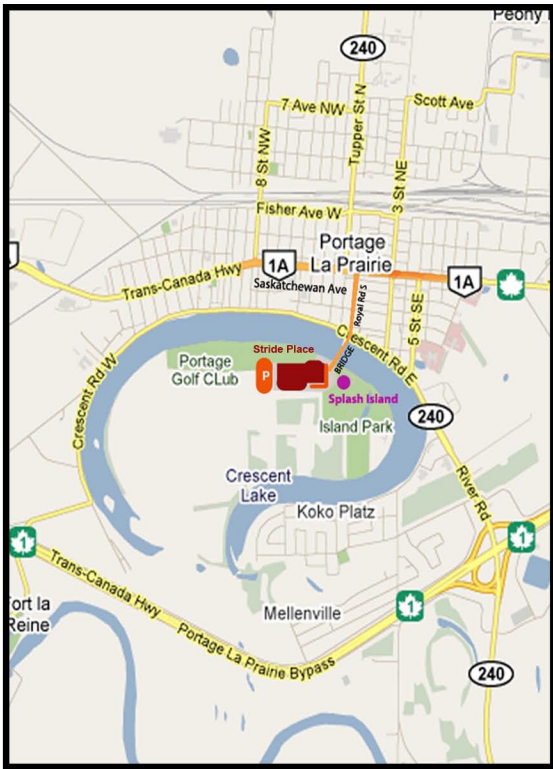 Peony
240
7 Ave NW
Scott Ave
Tupper St N
8 St NW
3 St NE
Fisher Ave W
Portage
La Prairie
1A
Trans-Canada Hwy
Saskatchewan Ave
1A
Royal Rd S
5 St SE
Crescent Rd E
Stride Place
BRIDGE
Portage
Golf CLub
P
Splash Island
Crescent Rd W
Island Park
240
Crescent
Lake
River Rd
Koko Platz
1
1
Trans-Canada Hwy
1
Fort la
Reine
Mellenville
Portage La Prairie Bypass
240